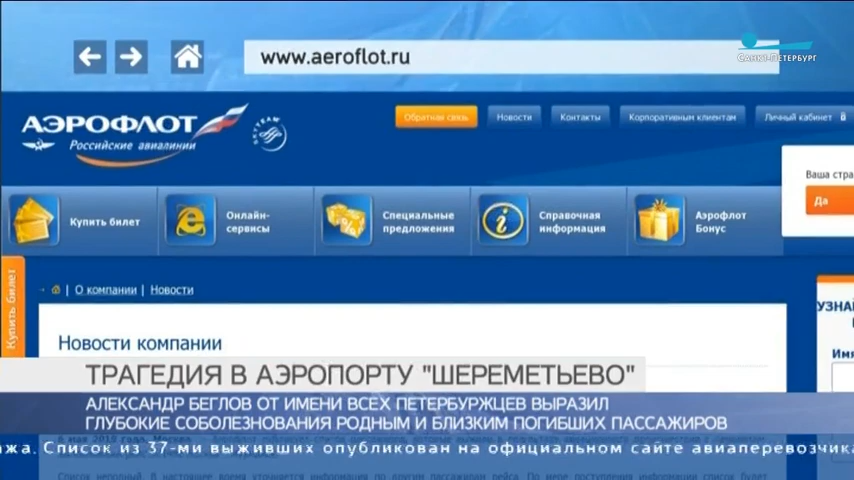 www.aeroflot.ru
САНКТ-ПЕТЕРБУРГ
АЭРОФЛОТ
Российские авиалинии
SKYTEAM
Обратная связь
Новости
Контакты
Корпоративным клиентам
Личный кабинет
Ваша стра
Да
Купить билет
Онлайн-
сервисы
Специальные
предложения
Справочная
информация
Аэрофлот
Бонус
Купить билет
| О компании | Новости
УЗНАЙ
Имя
Новости компании
ТРАГЕДИЯ В АЭРОПОРТУ "ШЕРЕМЕТЬЕВО"
АЛЕКСАНДР БЕГЛОВ ОТ ИМЕНИ ВСЕХ ПЕТЕРБУРЖЦЕВ ВЫРАЗИЛ
ГЛУБОКИЕ СОБОЛЕЗНОВАНИЯ РОДНЫМ И БЛИЗКИМ ПОГИБШИХ ПАССАЖИРОВ
жа. Список из 37-ми выживших опубликован на официальном сайте авиаперевозчика